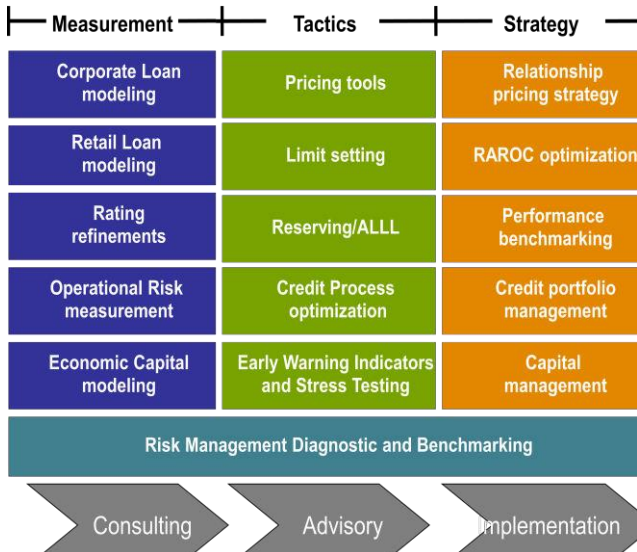 Measurement
Tactics
Strategy
Corporate Loan
modeling
Pricing tools
Relationship
pricing strategy
Retail Loan
modeling
Limit setting
RAROC optimization
Rating
refinements
Reserving/ALLL
Performance
benchmarking
Operational Risk
measurement
Credit Process
optimization
Credit portfolio
management
Economic Capital
modeling
Early Warning Indicators
and Stress Testing
Capital
management
Risk Management Diagnostic and Benchmarking
Consulting
Advisory
Implementation